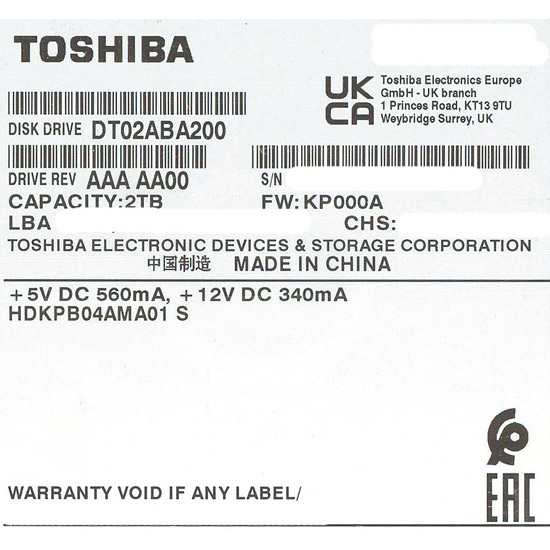 TOSHIBA
UK
CA
Toshiba Electronics Europe
GmbH - UK branch
1 Princes Road, KT13 9TU
Weybridge Surrey, UK
DISK DRIVE DT02ABA200
DRIVE REV AAA AA00
S/N
CAPACITY:2TB FW:KP000A
LBA CHS:
TOSHIBA ELECTRONIC DEVICES & STORAGE CORPORATION
中国制造 MADE IN CHINA
+5V DC 560mA, +12V DC 340mA
HDKPB04AMA01 S
WARRANTY VOID IF ANY LABEL/
EAC